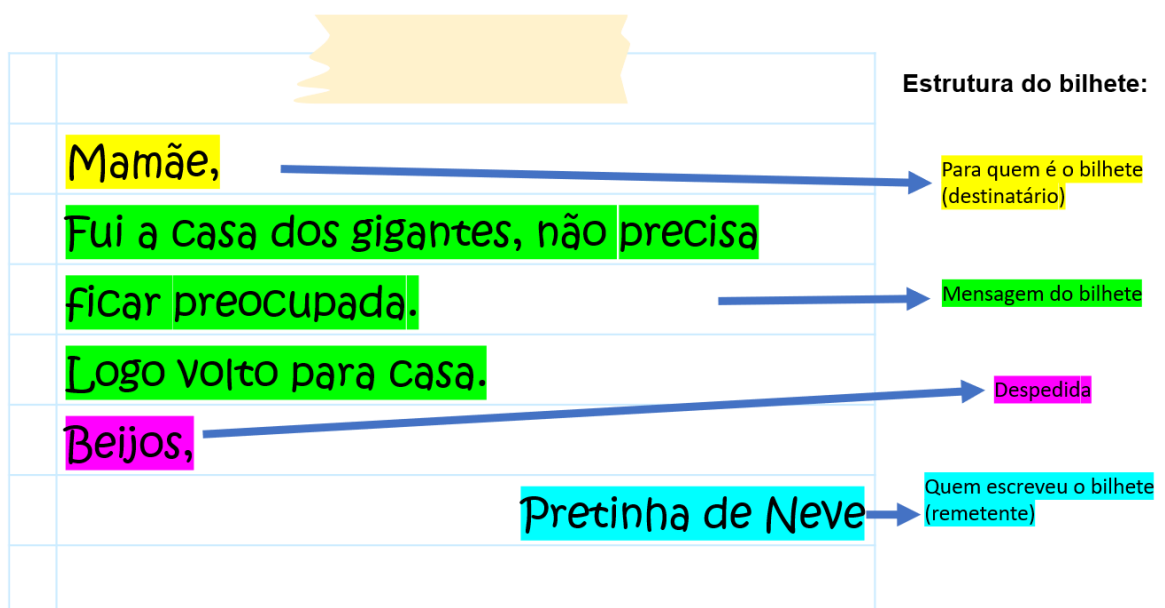 Estrutura do bilhete:
Mamãe,
Para quem é o bilhete
(destinatário)
Fui a casa dos gigantes, não precisa
ficar preocupada.
Mensagem do bilhete
Logo volto para casa.
Despedida
Beijos,
Pretinha de Neve
Quem escreveu o bilhete
(remetente)